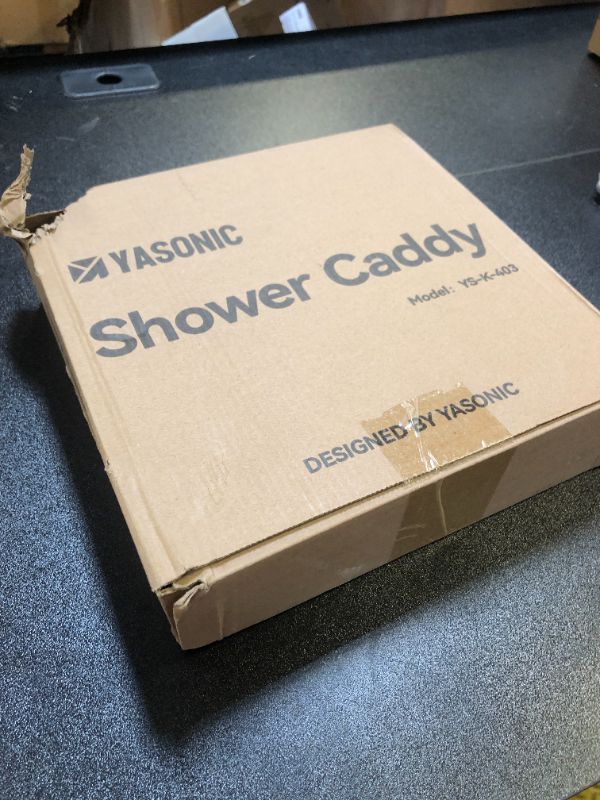 YASONIC
Shower Caddy
Model: YS-K-403
DESIGNED BY YASONIC